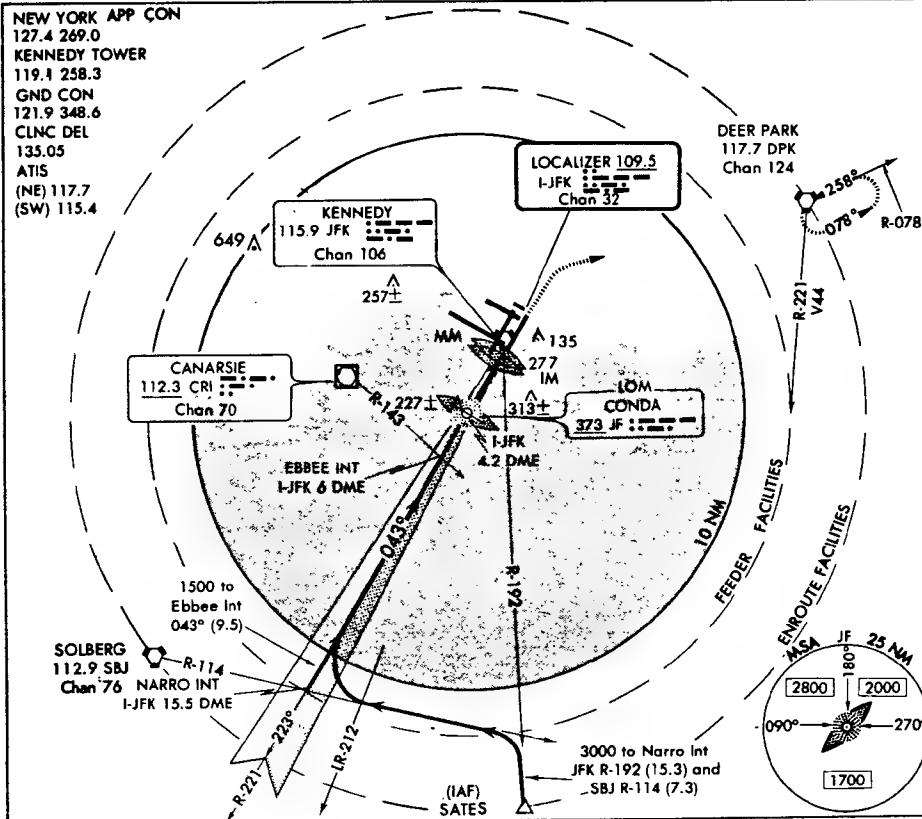 NEW YORK APP CON
127.4 269.0
KENNEDY TOWER
119.1 258.3
GND CON
121.9 348.6
CLNC DEL
135.05
ATIS
(NE) 117.7
(SW) 115.4
LOCALIZER 109.5
I-JFK
Chan 32
DEER PARK
117.7 DPK
Chan 124
258°
078°
R-078
R-221
V44
KENNEDY
115.9 JFK
Chan 106
649
257±
MM
135
277
IM
CANARSIE
112.3 CRI
Chan 70
R-143
227±
313±
LOM
CONDA
373 JF
I-JFK
4.2 DME
EBBEE INT
I-JFK 6 DME
043°
10 NM
FEEDER FACILITIES
ENROUTE FACILITIES
R-192
1500 to
Ebbee Int
043° (9.5)
SOLBERG
112.9 SBJ
Chan 76
R-114
NARRO INT
I-JFK 15.5 DME
223°
R-221
LR-212
(IAF)
SATES
3000 to Narro Int
JFK R-192 (15.3) and
SBJ R-114 (7.3)
MSA JF 25 NM
180°
2800
2000
090°
270°
1700